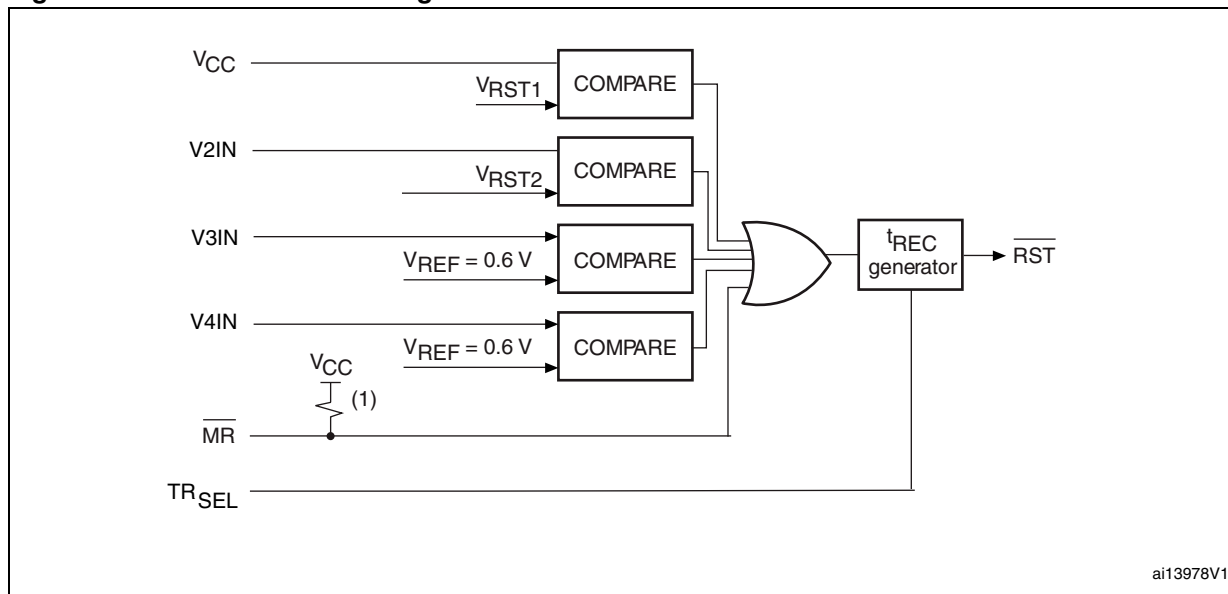 VCC
VRST1
COMPARE
V2IN
VRST2
COMPARE
V3IN
VREF = 0.6 V
COMPARE
tREC
generator
RST
V4IN
VREF = 0.6 V
COMPARE
VCC
(1)
MR
TRSEL
ai13978V1